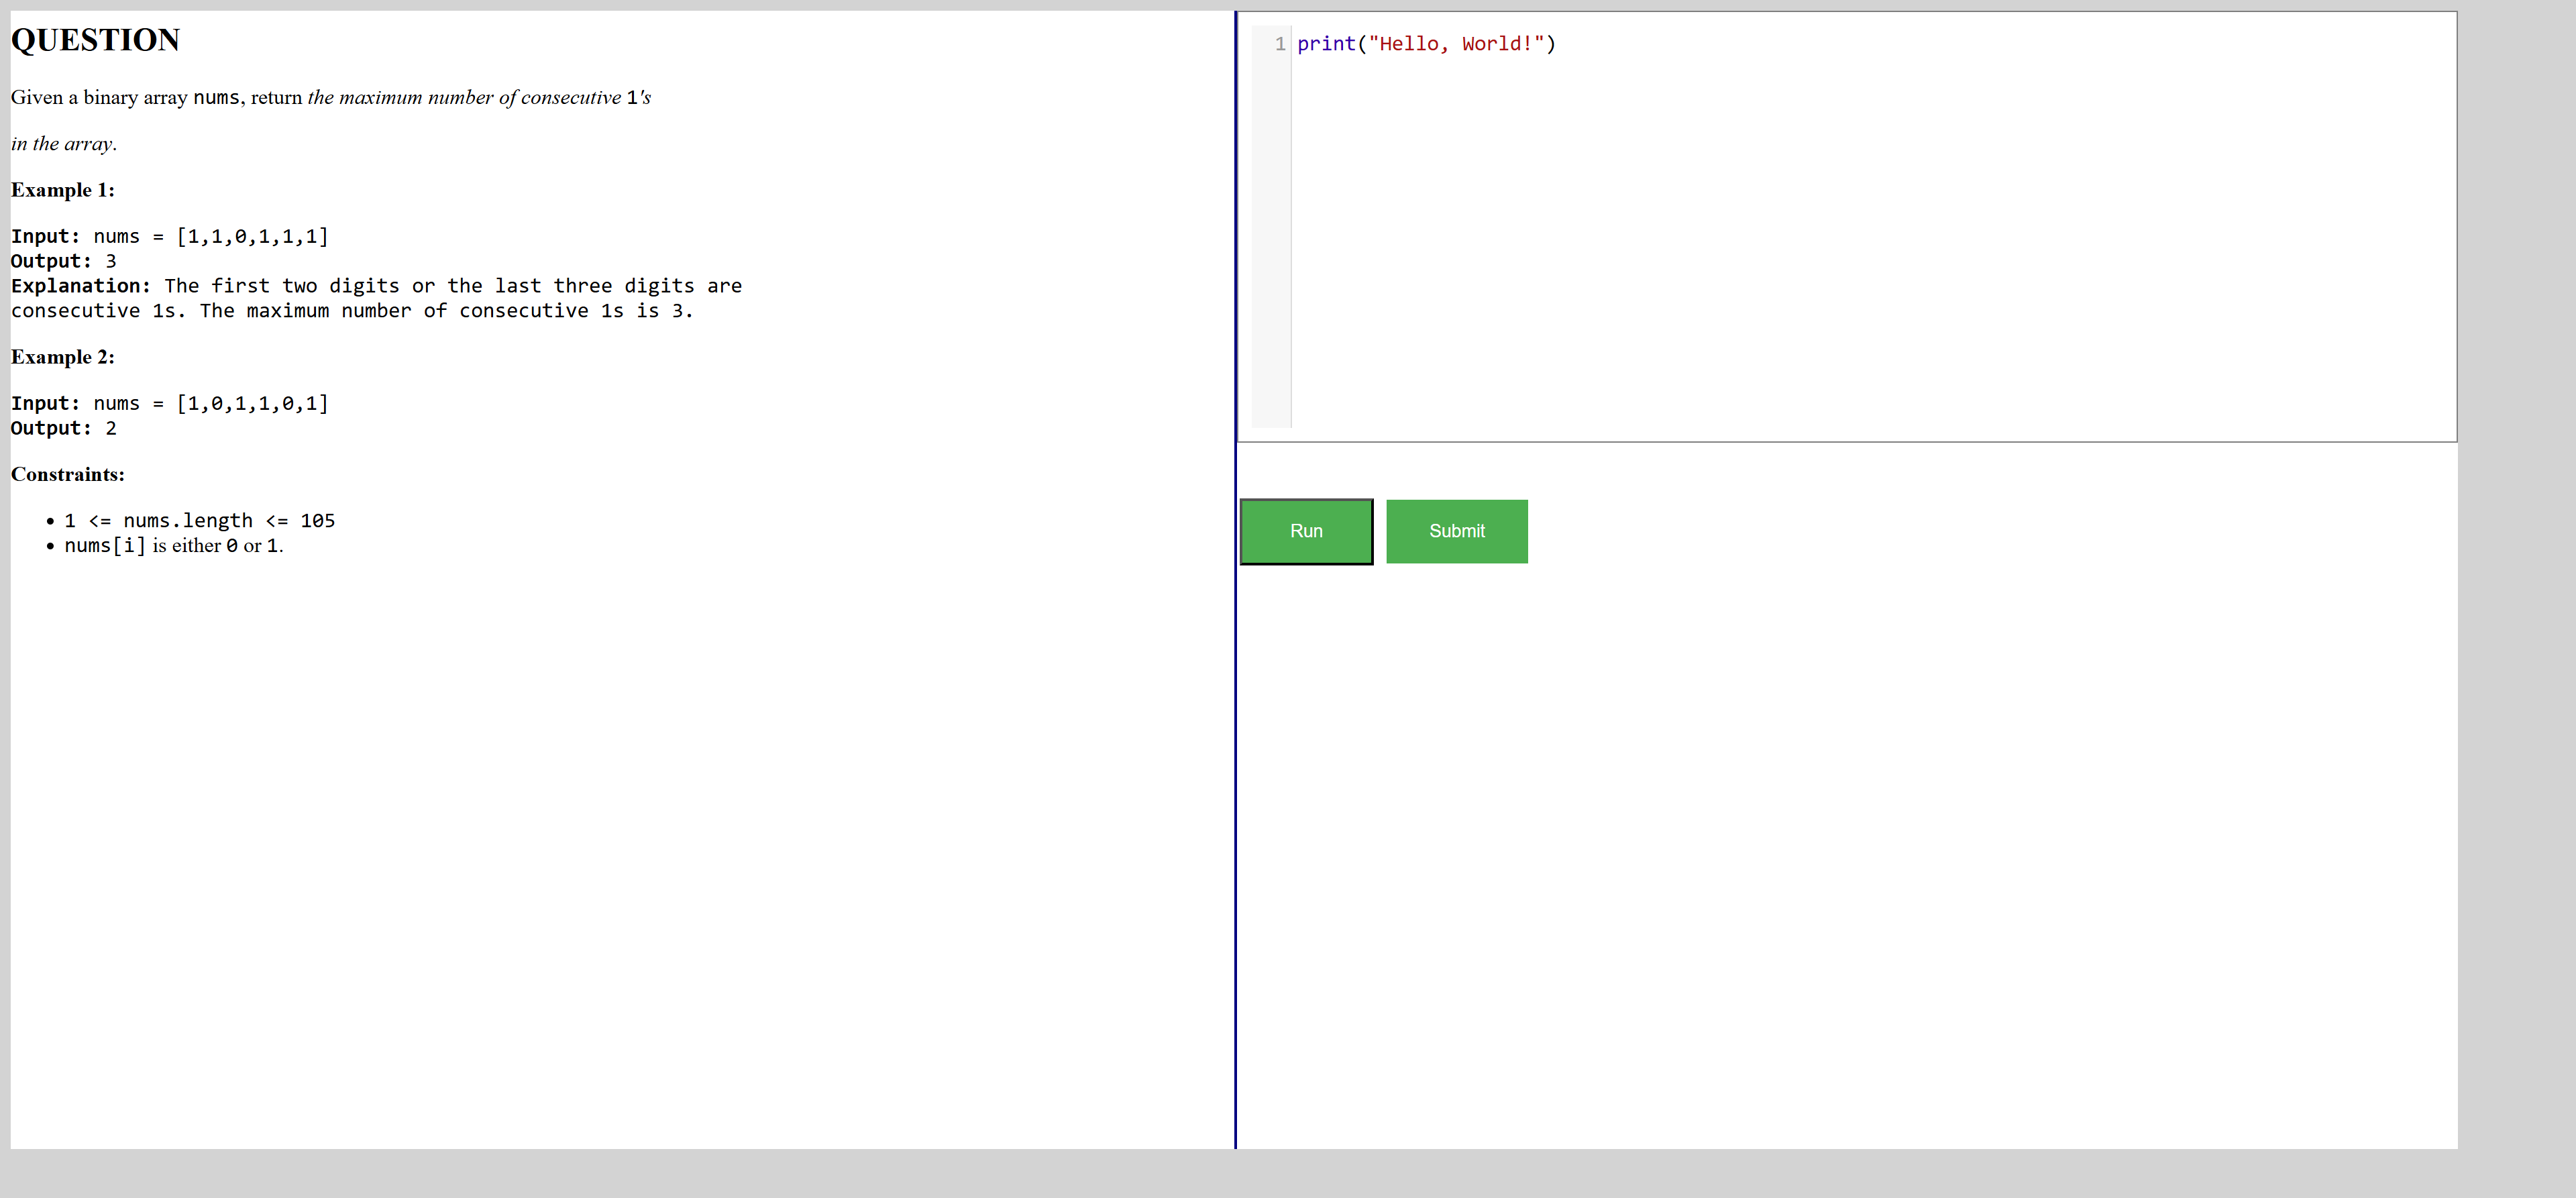 QUESTION
Given a binary array nums, return the maximum number of consecutive 1's
in the array.
Example 1:
Input: nums = [1,1,0,1,1,1]
Output: 3
Explanation: The first two digits or the last three digits are
consecutive 1s. The maximum number of consecutive 1s is 3.
Example 2:
Input: nums = [1,0,1,1,0,1]
Output: 2
Constraints:
• 1 <= nums.length <= 105
• nums[i] is either 0 or 1.
1 print("Hello, World!")
Run Submit